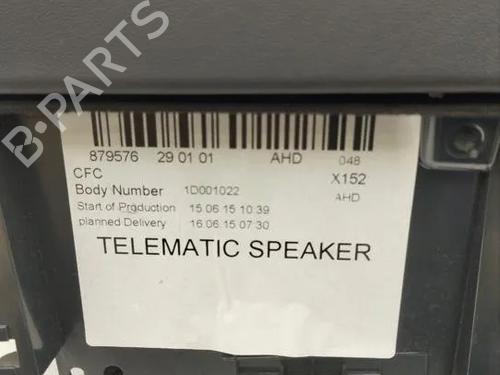 879576 29 01 01 AHD 048
CFC X152
Body Number 1D001022 AHD
Start of Production 15.06.15 10:39
planned Delivery 16.06.15 07:30
TELEMATIC SPEAKER
B-PARTS